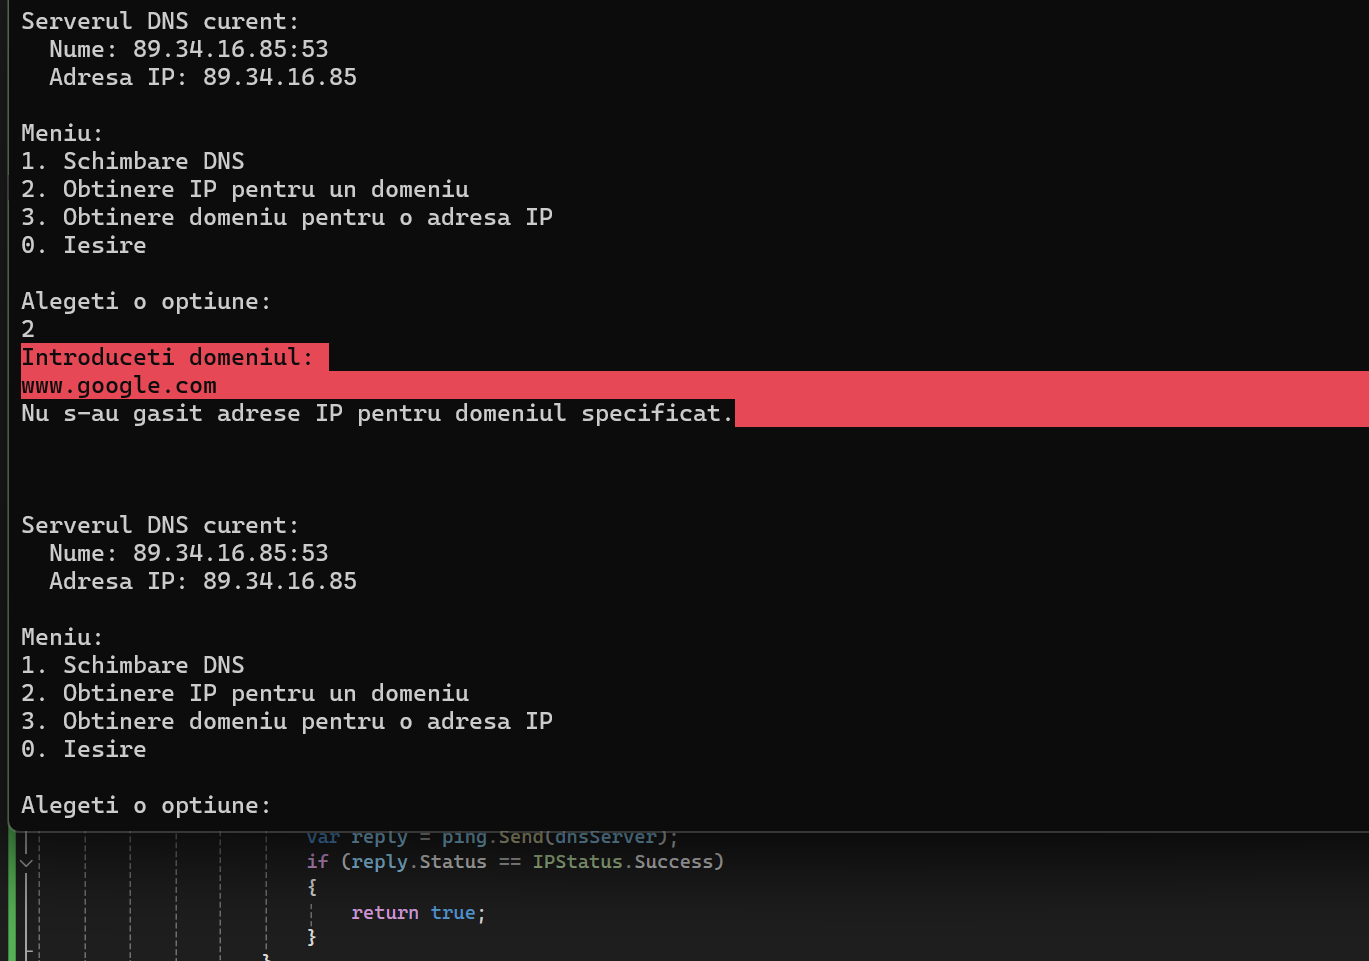 Serverul DNS curent:
  Nume: 89.34.16.85:53
  Adresa IP: 89.34.16.85

Meniu:
1. Schimbare DNS
2. Obtinere IP pentru un domeniu
3. Obtinere domeniu pentru o adresa IP
0. Iesire

Alegeti o optiune:
2
Introduceti domeniul:
www.google.com
Nu s-au gasit adrese IP pentru domeniul specificat.

Serverul DNS curent:
  Nume: 89.34.16.85:53
  Adresa IP: 89.34.16.85

Meniu:
1. Schimbare DNS
2. Obtinere IP pentru un domeniu
3. Obtinere domeniu pentru o adresa IP
0. Iesire

Alegeti o optiune:
var reply = ping.Send(dnsServer);
if (reply.Status == IPStatus.Success)
{
    return true;
}
}